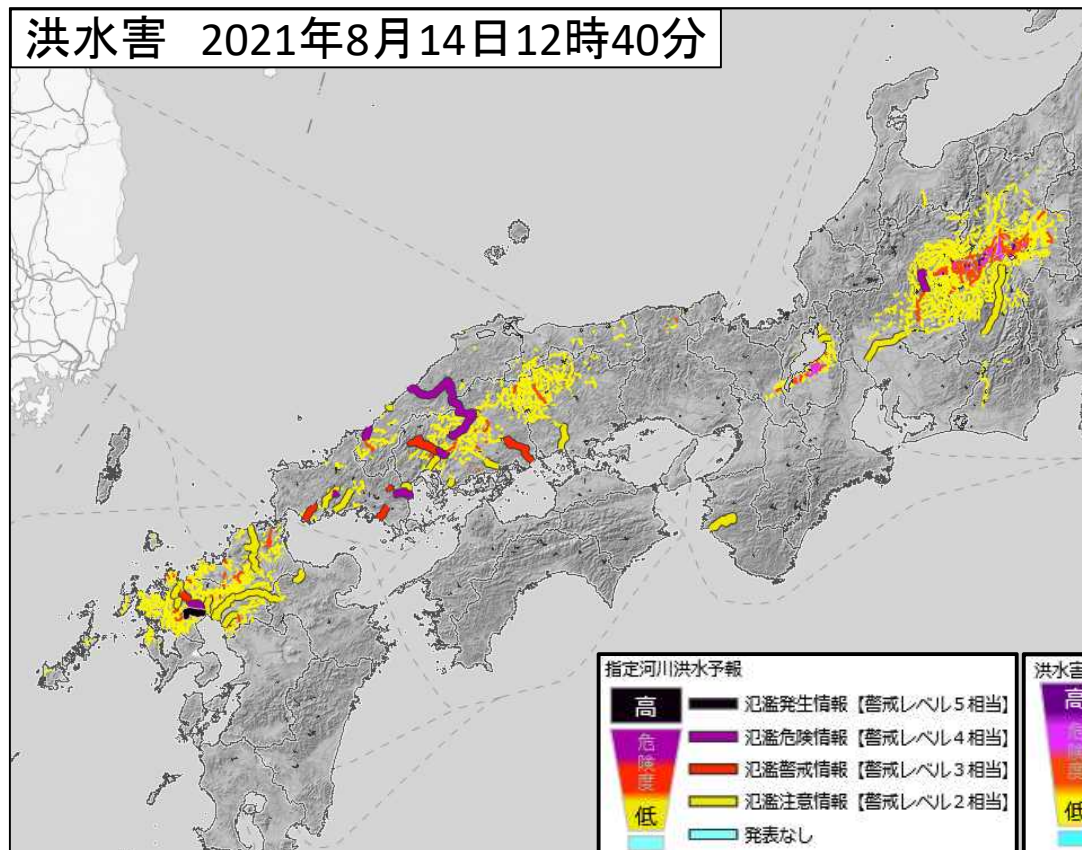 洪水害 2021年8月14日12時40分
指定河川洪水予報
高
危険度
低
氾濫発生情報【警戒レベル5相当】
氾濫危険情報【警戒レベル4相当】
氾濫警戒情報【警戒レベル3相当】
氾濫注意情報【警戒レベル2相当】
発表なし
洪水害
高
危険度
低